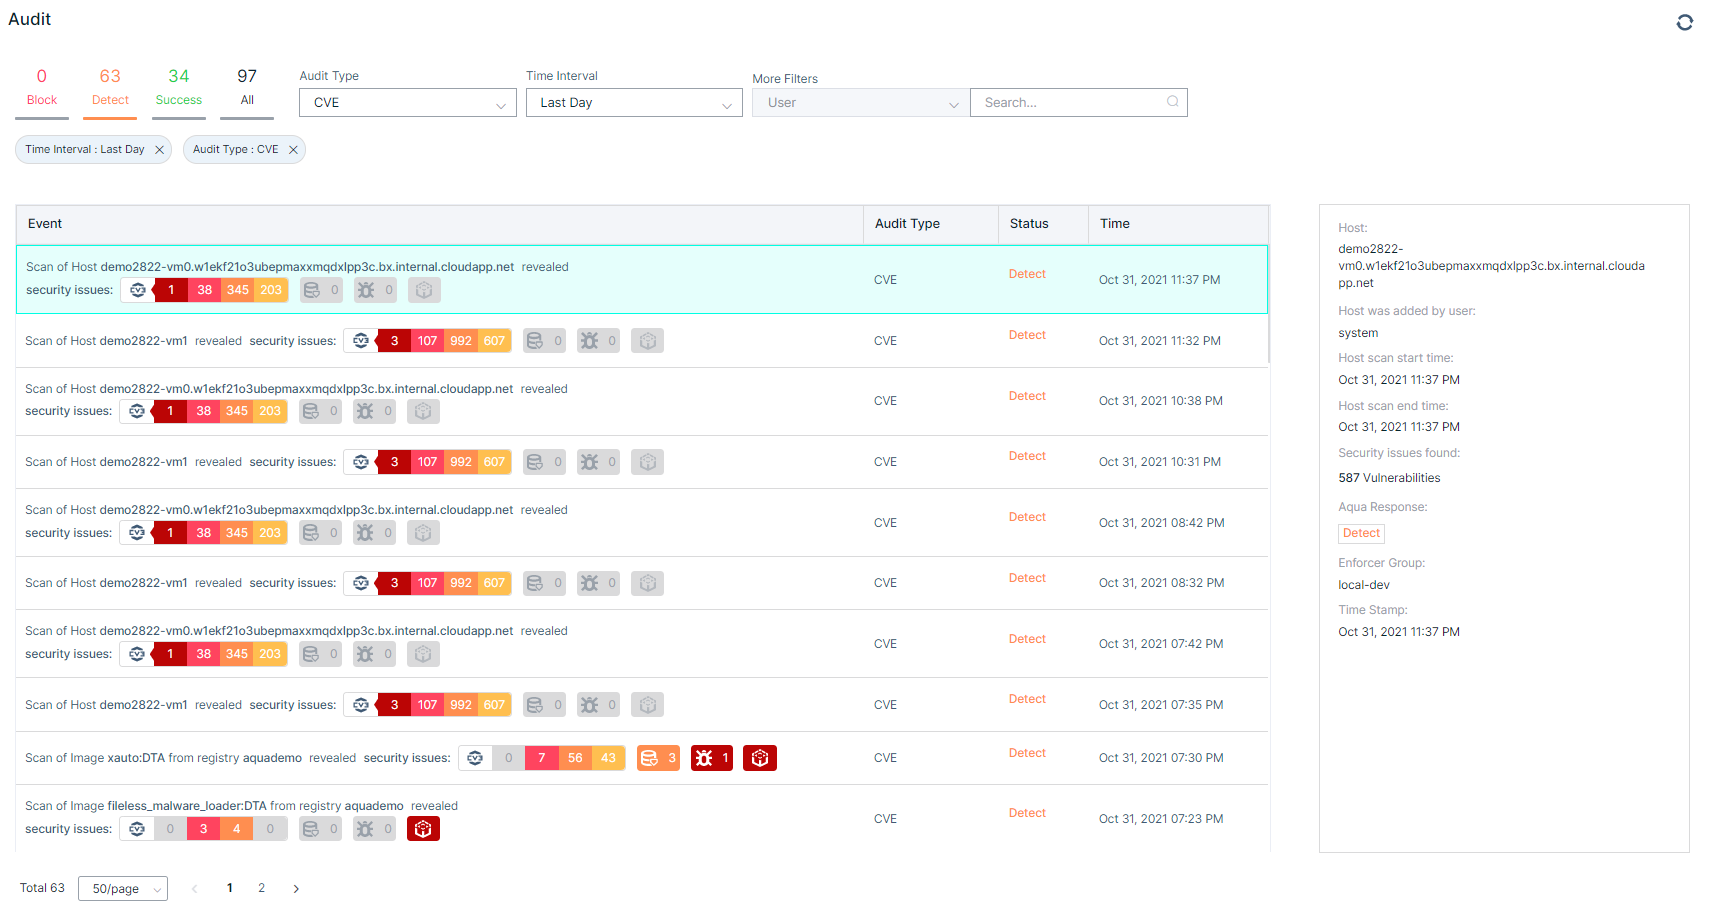 Audit
0 63 34 97
Block Detect Success All
Audit Type
CVE
Time Interval
Last Day
More Filters
User
Search...
Time Interval : Last Day
Audit Type : CVE
Event Audit Type Status Time
Scan of Host demo2822-vm0.w1ekf21o3ubepmaxxmqdxlpp3c.bx.internal.cloudapp.net revealed
security issues: 1 38 345 203 0 0
CVE Detect Oct 31, 2021 11:37 PM
Scan of Host demo2822-vm1 revealed security issues: 3 107 992 607 0 0
CVE Detect Oct 31, 2021 11:32 PM
Scan of Host demo2822-vm0.w1ekf21o3ubepmaxxmqdxlpp3c.bx.internal.cloudapp.net revealed
security issues: 1 38 345 203 0 0
CVE Detect Oct 31, 2021 10:38 PM
Scan of Host demo2822-vm1 revealed security issues: 3 107 992 607 0 0
CVE Detect Oct 31, 2021 10:31 PM
Scan of Host demo2822-vm0.w1ekf21o3ubepmaxxmqdxlpp3c.bx.internal.cloudapp.net revealed
security issues: 1 38 345 203 0 0
CVE Detect Oct 31, 2021 08:42 PM
Scan of Host demo2822-vm1 revealed security issues: 3 107 992 607 0 0
CVE Detect Oct 31, 2021 08:32 PM
Scan of Host demo2822-vm0.w1ekf21o3ubepmaxxmqdxlpp3c.bx.internal.cloudapp.net revealed
security issues: 1 38 345 203 0 0
CVE Detect Oct 31, 2021 07:42 PM
Scan of Host demo2822-vm1 revealed security issues: 3 107 992 607 0 0
CVE Detect Oct 31, 2021 07:35 PM
Scan of Image xauto:DTA from registry aquademo revealed security issues: 0 7 56 43 3 1
CVE Detect Oct 31, 2021 07:30 PM
Scan of Image fileless_malware_loader:DTA from registry aquademo revealed
security issues: 0 3 4 0 0 0
CVE Detect Oct 31, 2021 07:23 PM
Total 63 50/page 1 2
Host:
demo2822-
vm0.w1ekf21o3ubepmaxxmqdxlpp3c.bx.internal.clouda
pp.net
Host was added by user:
system
Host scan start time:
Oct 31, 2021 11:37 PM
Host scan end time:
Oct 31, 2021 11:37 PM
Security issues found:
587 Vulnerabilities
Aqua Response:
Detect
Enforcer Group:
local-dev
Time Stamp:
Oct 31, 2021 11:37 PM